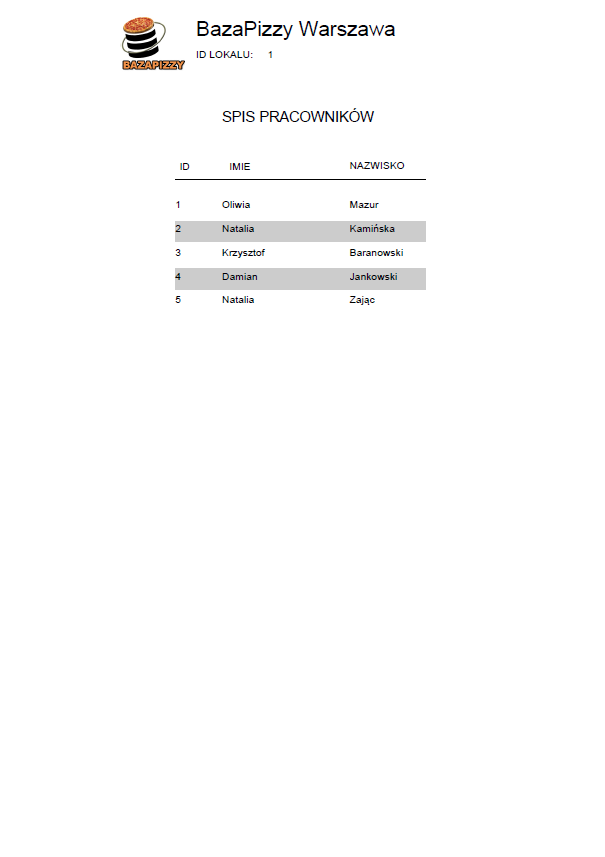 BazaPizzy Warszawa
BAZAPIZZY
ID LOKALU: 1
SPIS PRACOWNIKÓW
ID IMIE NAZWISKO
1 Oliwia Mazur
2 Natalia Kamińska
3 Krzysztof Baranowski
4 Damian Jankowski
5 Natalia Zając